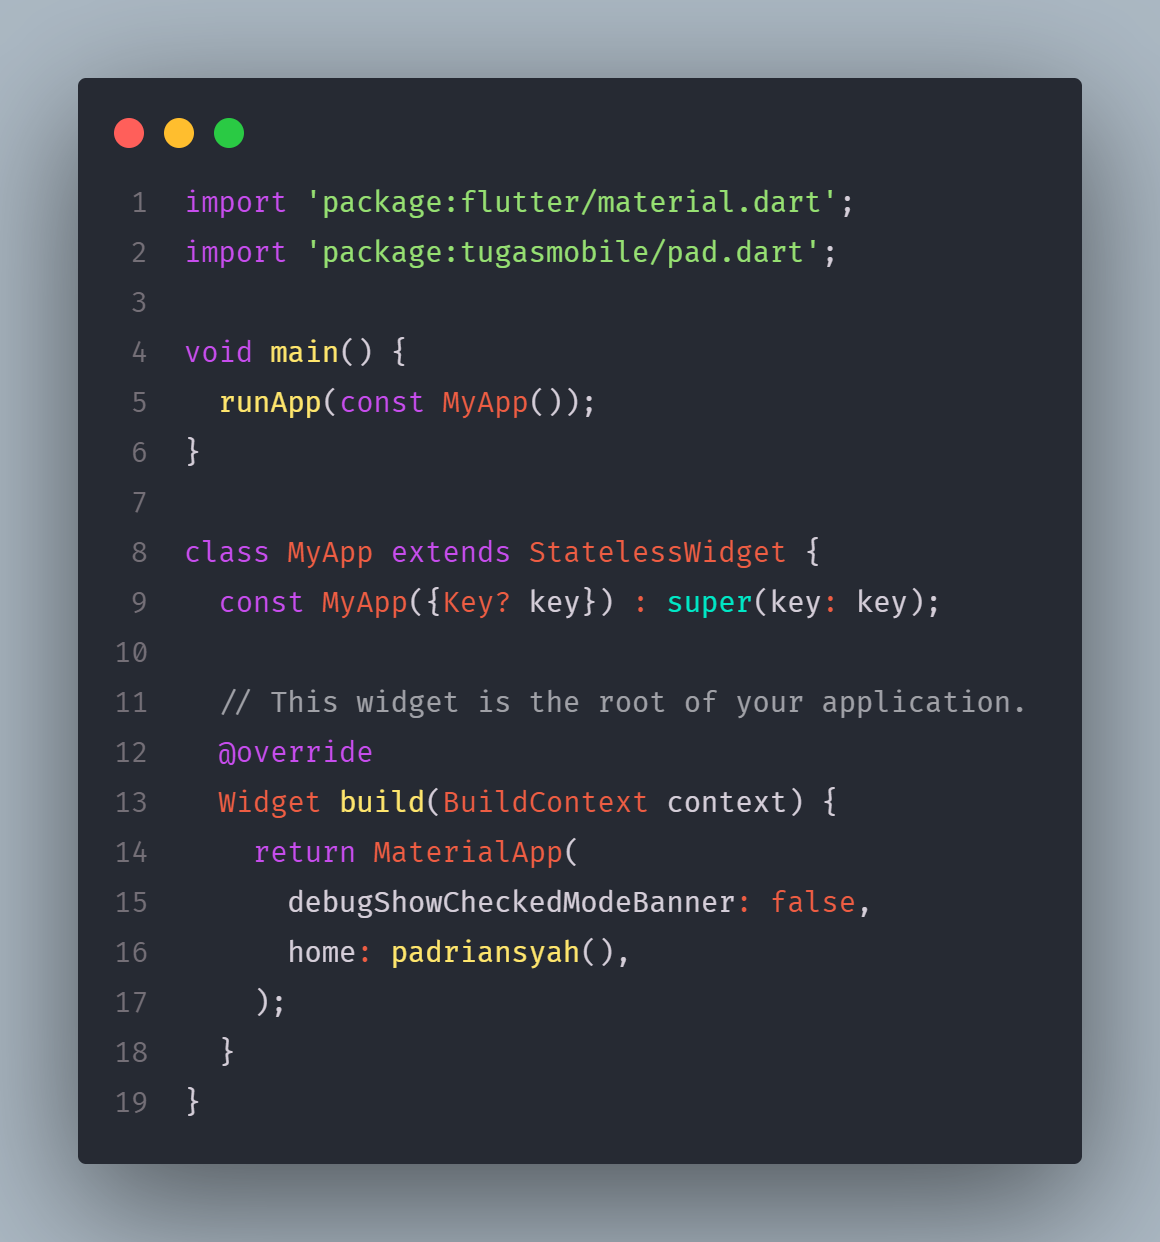 1 import 'package:flutter/material.dart';
2 import 'package:tugasmobile/pad.dart';
3
4 void main() {
5   runApp(const MyApp());
6 }
7
8 class MyApp extends StatelessWidget {
9   const MyApp({Key? key}) : super(key: key);
10
11   // This widget is the root of your application.
12   @override
13   Widget build(BuildContext context) {
14     return MaterialApp(
15       debugShowCheckedModeBanner: false,
16       home: padriansyah(),
17     );
18   }
19 }